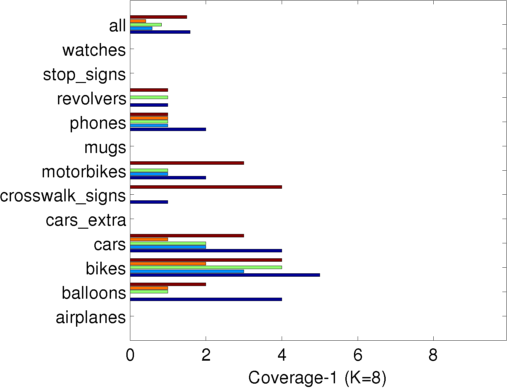 all
watches
stop_signs
revolvers
phones
mugs
motorbikes
crosswalk_signs
cars_extra
cars
bikes
balloons
airplanes
0 2 4 6 8
Coverage-1 (K=8)